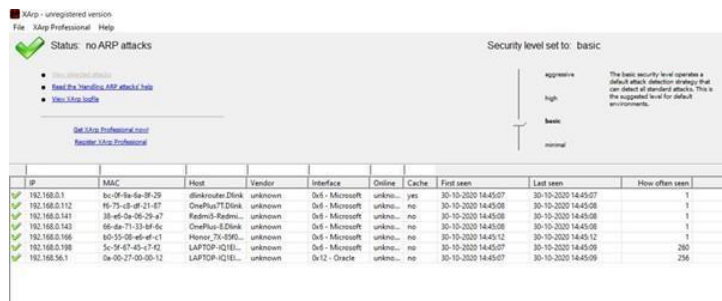 XArp - unregistered version
File XArp Professional Help
Status: no ARP attacks
Security level set to: basic
View detected attacks
Read the 'Handling ARP attacks' help
View XArp logfile
Get XArp Professional now!
Register XArp Professional
aggressive
high
basic
minimal
The basic security level operates a
default attack detection strategy that
can detect all standard attacks. This is
the suggested level for default
environments.
IP MAC Host Vendor Interface Online Cache First seen Last seen How often seen
192.168.0.1 bc-0f-9a-6a-8f-29 dlinkrouter.Dlink unknown 0x6 - Microsoft unkno... yes 30-10-2020 14:45:07 30-10-2020 14:45:07 1
192.168.0.112 f6-75-c8-df-21-87 OnePlus7T.Dlink unknown 0x6 - Microsoft unkno... no 30-10-2020 14:45:08 30-10-2020 14:45:08 1
192.168.0.141 38-e6-0a-06-29-a7 Redmi5-Redmi... unknown 0x6 - Microsoft unkno... no 30-10-2020 14:45:08 30-10-2020 14:45:08 1
192.168.0.143 66-da-71-33-bf-6c OnePlus-8.Dlink unknown 0x6 - Microsoft unkno... no 30-10-2020 14:45:08 30-10-2020 14:45:08 1
192.168.0.166 b0-55-08-e6-ef-c1 Honor_7X-85f0... unknown 0x6 - Microsoft unkno... no 30-10-2020 14:45:12 30-10-2020 14:45:12 1
192.168.0.198 5c-5f-67-45-c7-f2 LAPTOP-IQ1EI... unknown 0x6 - Microsoft unkno... no 30-10-2020 14:45:07 30-10-2020 14:45:09 260
192.168.56.1 0a-00-27-00-00-12 LAPTOP-IQ1EI... unknown 0x12 - Oracle unkno... no 30-10-2020 14:45:07 30-10-2020 14:45:09 256